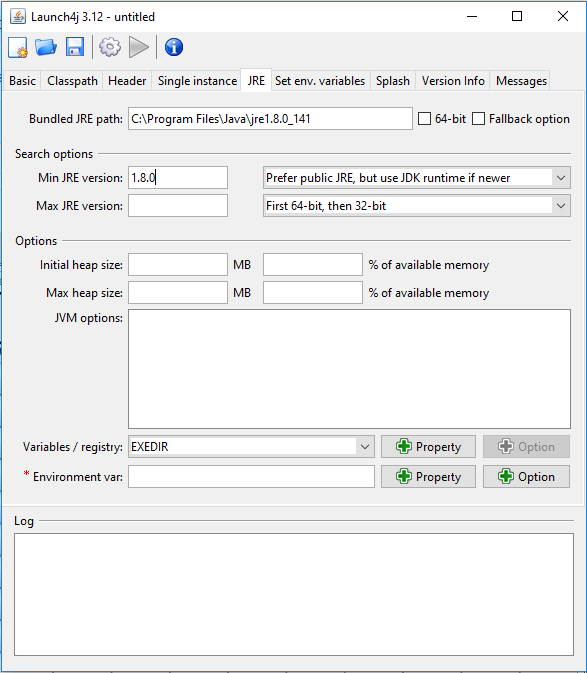 Launch4j 3.12 - untitled
Basic Classpath Header Single instance JRE Set env. variables Splash Version Info Messages
Bundled JRE path: C:\Program Files\Java\jre1.8.0_141 64-bit Fallback option
Search options
Min JRE version: 1.8.0 Prefer public JRE, but use JDK runtime if newer
Max JRE version: First 64-bit, then 32-bit
Options
Initial heap size: MB % of available memory
Max heap size: MB % of available memory
JVM options:
Variables / registry: EXEDIR Property Option
* Environment var: Property Option
Log